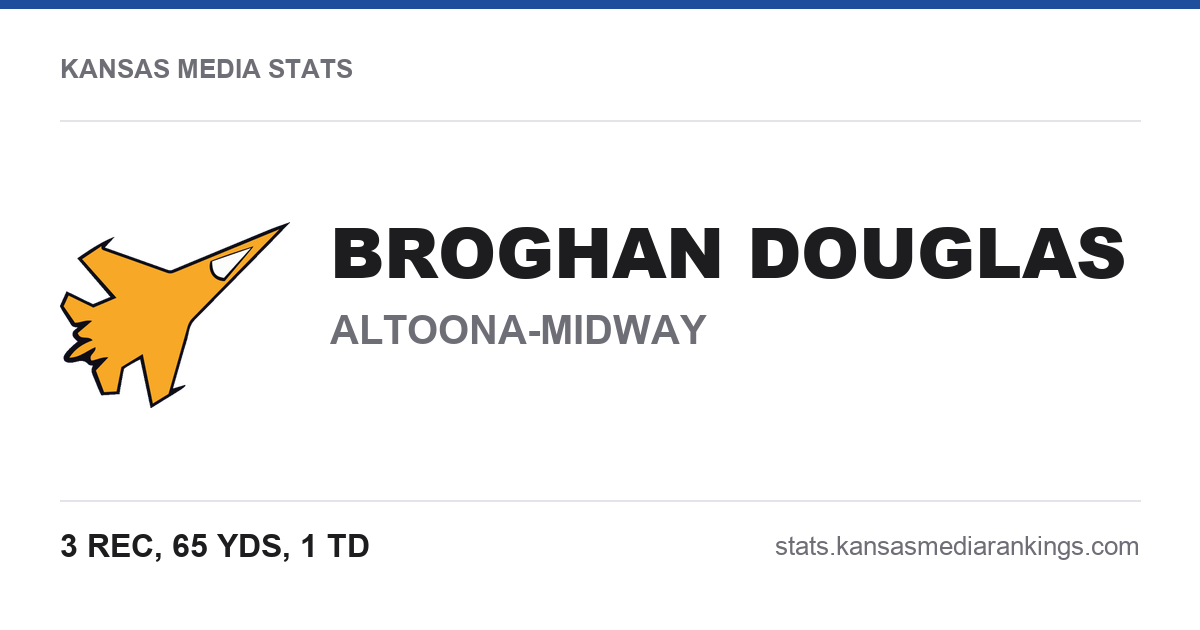 KANSAS MEDIA STATS
BROGHAN DOUGLAS
ALTOONA-MIDWAY
3 REC, 65 YDS, 1 TD
stats.kansasmediarankings.com